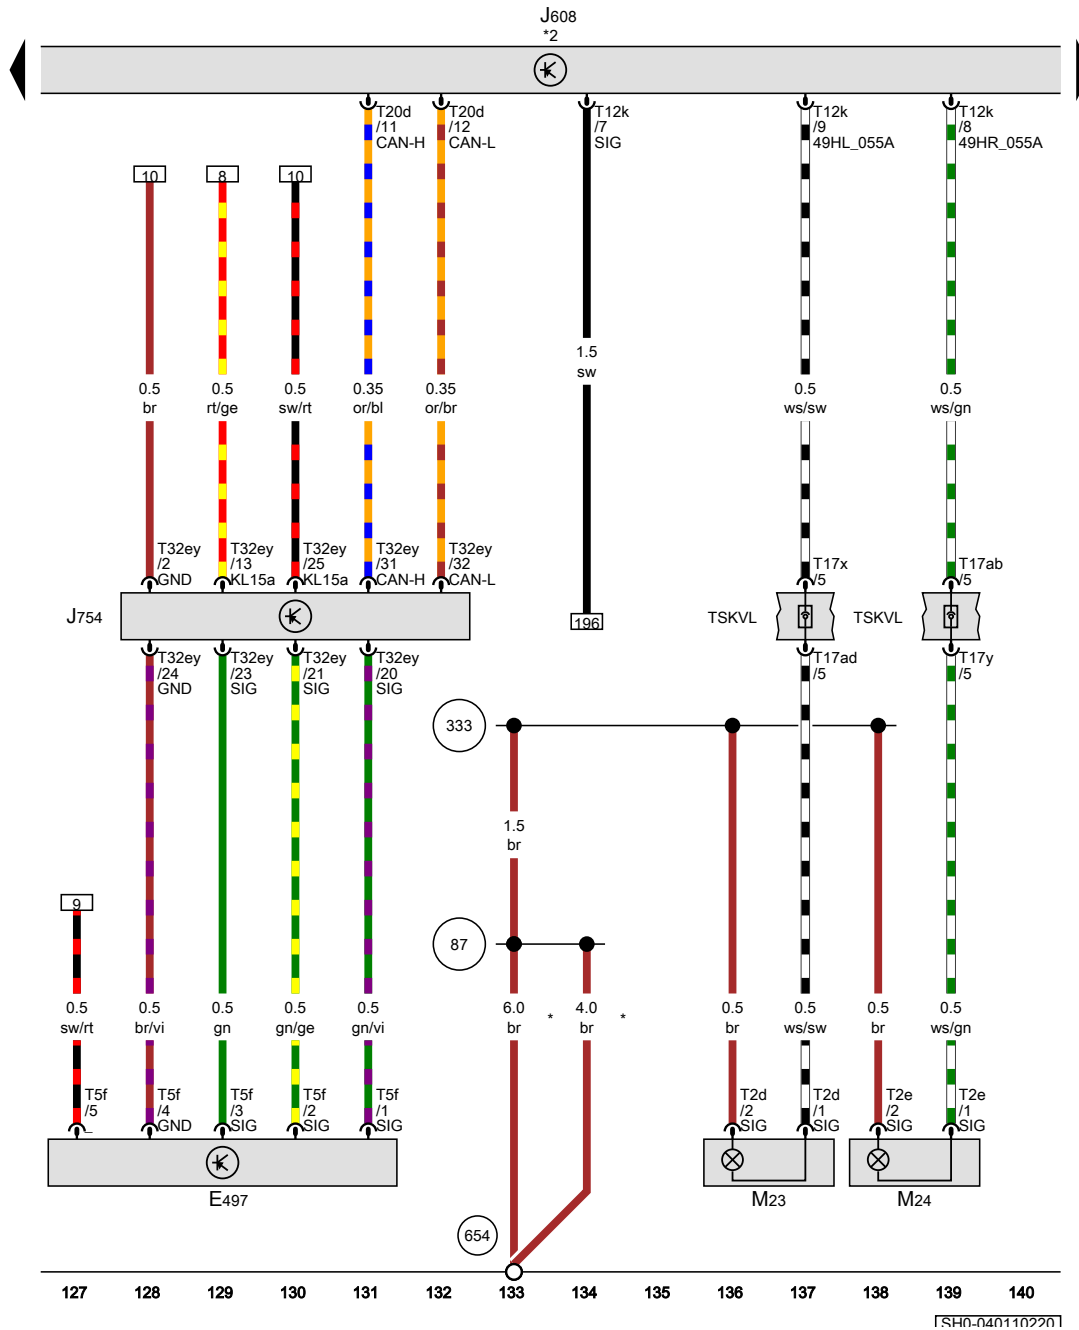 J608
*2
T20d
/11
CAN-H
T20d
/12
CAN-L
T12k
/7
SIG
T12k
/9
49HL_055A
T12k
/8
49HR_055A
10
8
10
1.5
sw
0.5
br
0.5
rt/ge
0.5
sw/rt
0.35
or/bl
0.35
or/br
0.5
ws/sw
0.5
ws/gn
T32ey
/2
GND
T32ey
/13
KL15a
T32ey
/25
KL15a
T32ey
/31
CAN-H
T32ey
/32
CAN-L
T17x
/5
T17ab
/5
J754
196
TSKVL
TSKVL
T32ey
/24
GND
T32ey
/23
SIG
T32ey
/21
SIG
T32ey
/20
SIG
T17ad
/5
T17y
/5
333
1.5
br
9
87
0.5
sw/rt
0.5
br/vi
0.5
gn
0.5
gn/ge
0.5
gn/vi
6.0
br
*
4.0
br
*
0.5
br
0.5
ws/sw
0.5
br
0.5
ws/gn
T5f
/5
_
T5f
/4
GND
T5f
/3
SIG
T5f
/2
SIG
T5f
/1
SIG
T2d
/2
SIG
T2d
/1
SIG
T2e
/2
SIG
T2e
/1
SIG
E497
M23
M24
654
127 128 129 130 131 132 133 134 135 136 137 138 139 140
SH0-040110220